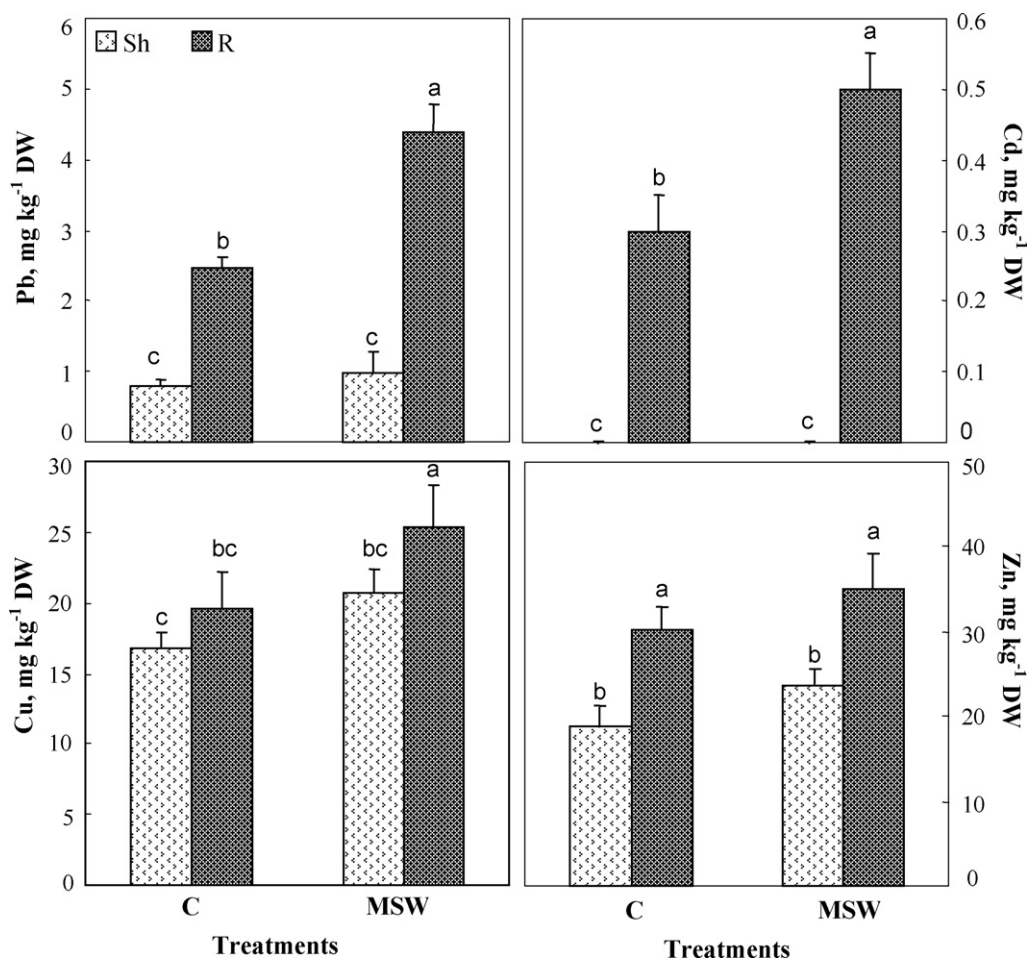 Sh R
Pb, mg kg⁻¹ DW
6
5
4
3
2
1
0
c
b
c
a
Cd, mg kg⁻¹ DW
0.6
0.5
0.4
0.3
0.2
0.1
0
c
b
c
a
Cu, mg kg⁻¹ DW
30
25
20
15
10
5
0
c
bc
bc
a
Zn, mg kg⁻¹ DW
50
40
30
20
10
0
b
a
b
a
C MSW
Treatments
C MSW
Treatments